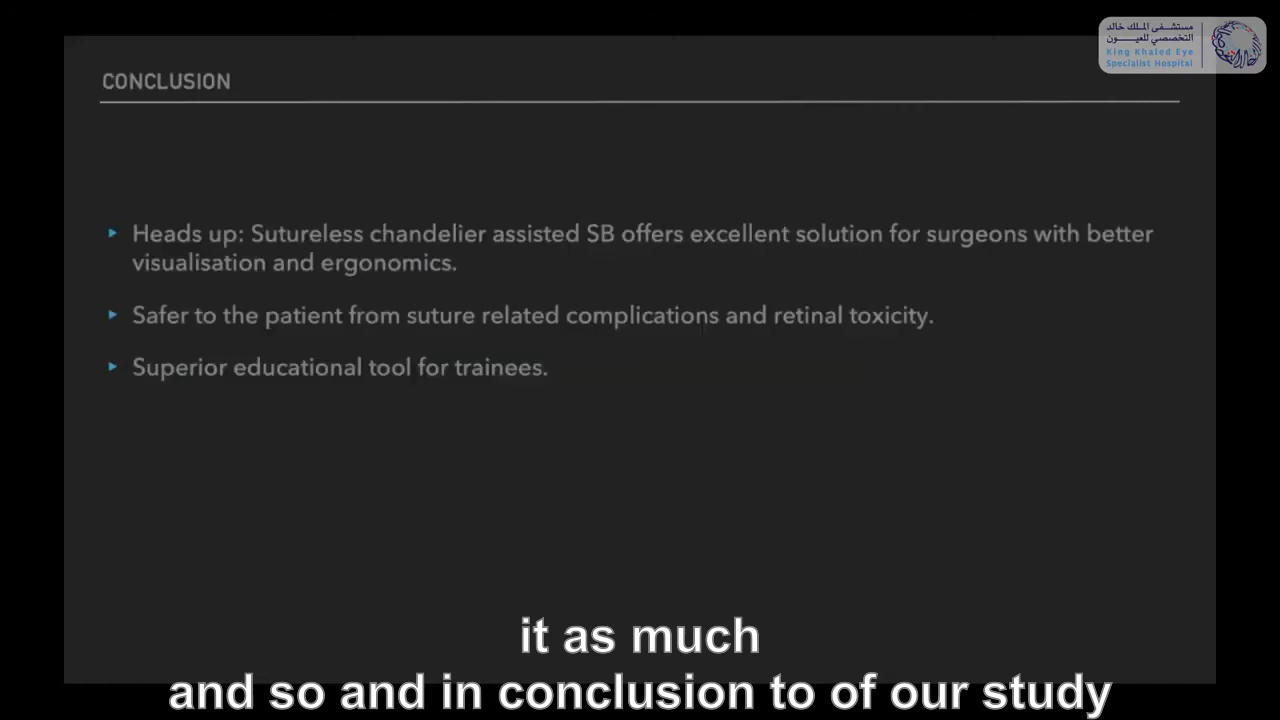 مستشفى الملك خالد
التخصصي للعيون
King Khaled Eye
Specialist Hospital
CONCLUSION
Heads up: Sutureless chandelier assisted SB offers excellent solution for surgeons with better
visualisation and ergonomics.
Safer to the patient from suture related complications and retinal toxicity.
Superior educational tool for trainees.
it as much
and so and in conclusion to of our study